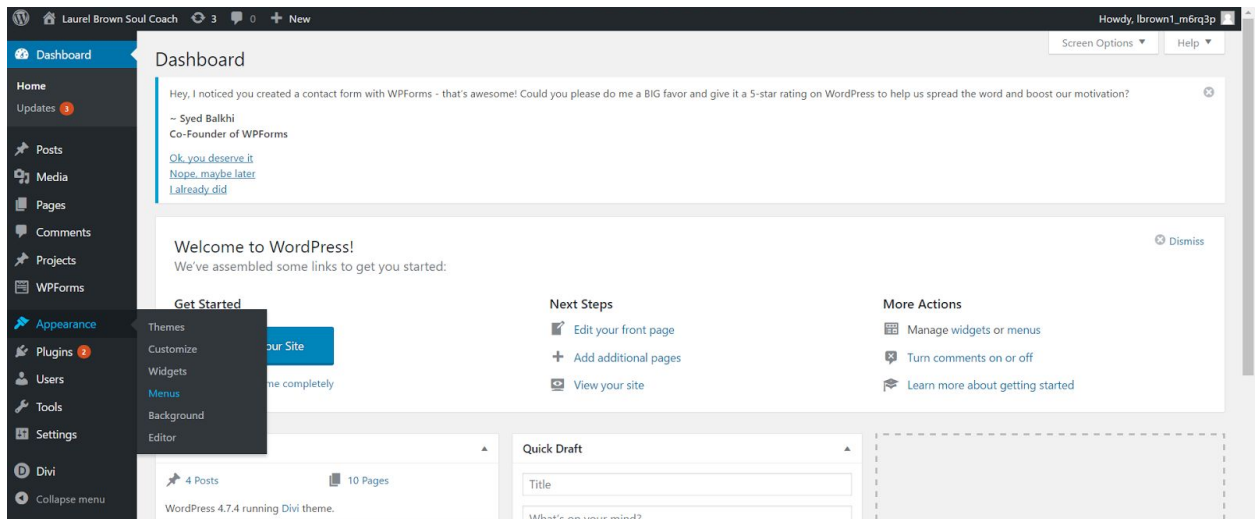 Laurel Brown Soul Coach 3 0 + New
Howdy, lbrown1_m6rq3p
Dashboard
Home
Updates 3
Posts
Media
Pages
Comments
Projects
WPForms
Appearance
Plugins 2
Users
Tools
Settings
Divi
Collapse menu
Themes
Customize
Widgets
Menus
Background
Editor
Screen Options ▼ Help ▼
Dashboard
Hey, I noticed you created a contact form with WPForms - that's awesome! Could you please do me a BIG favor and give it a 5-star rating on WordPress to help us spread the word and boost our motivation?
~ Syed Balkhi
Co-Founder of WPForms
Ok, you deserve it
Nope, maybe later
I already did
Welcome to WordPress!
Dismiss
We've assembled some links to get you started:
Get Started
Site
completely
Next Steps
Edit your front page
Add additional pages
View your site
More Actions
Manage widgets or menus
Turn comments on or off
Learn more about getting started
4 Posts 10 Pages
WordPress 4.7.4 running Divi theme.
Quick Draft
Title
What's on your mind?